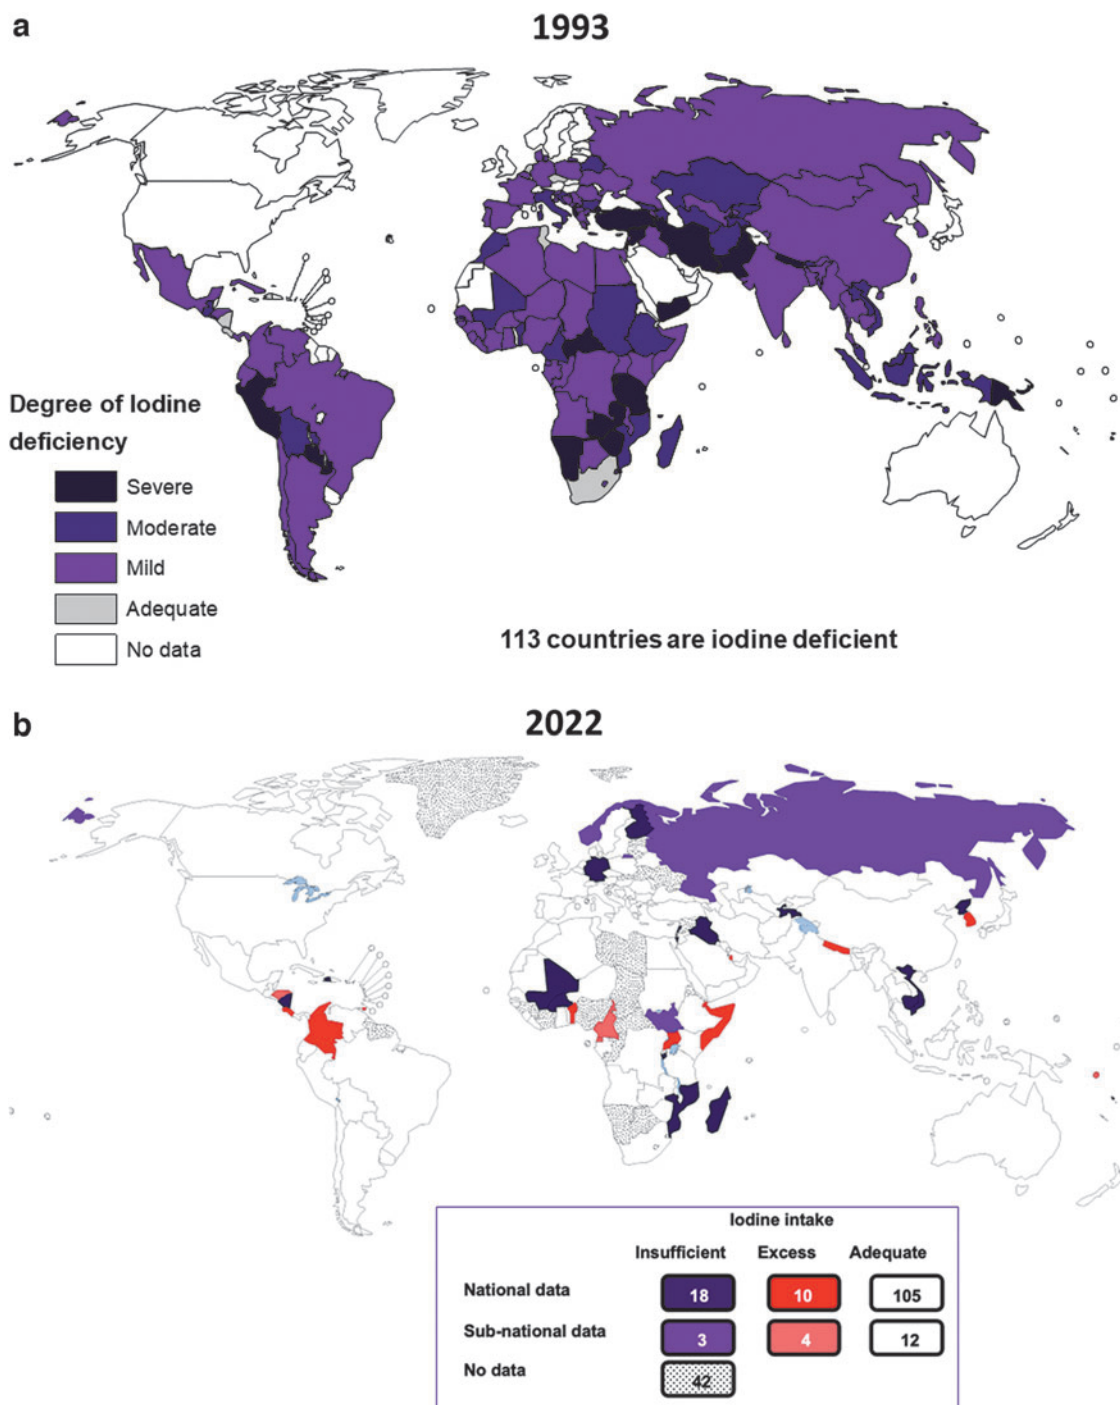 a
1993
Degree of Iodine
deficiency
Severe
Moderate
Mild
Adequate
No data
113 countries are iodine deficient
b
2022
Iodine intake
Insufficient Excess Adequate
National data 18 10 105
Sub-national data 3 4 12
No data 42